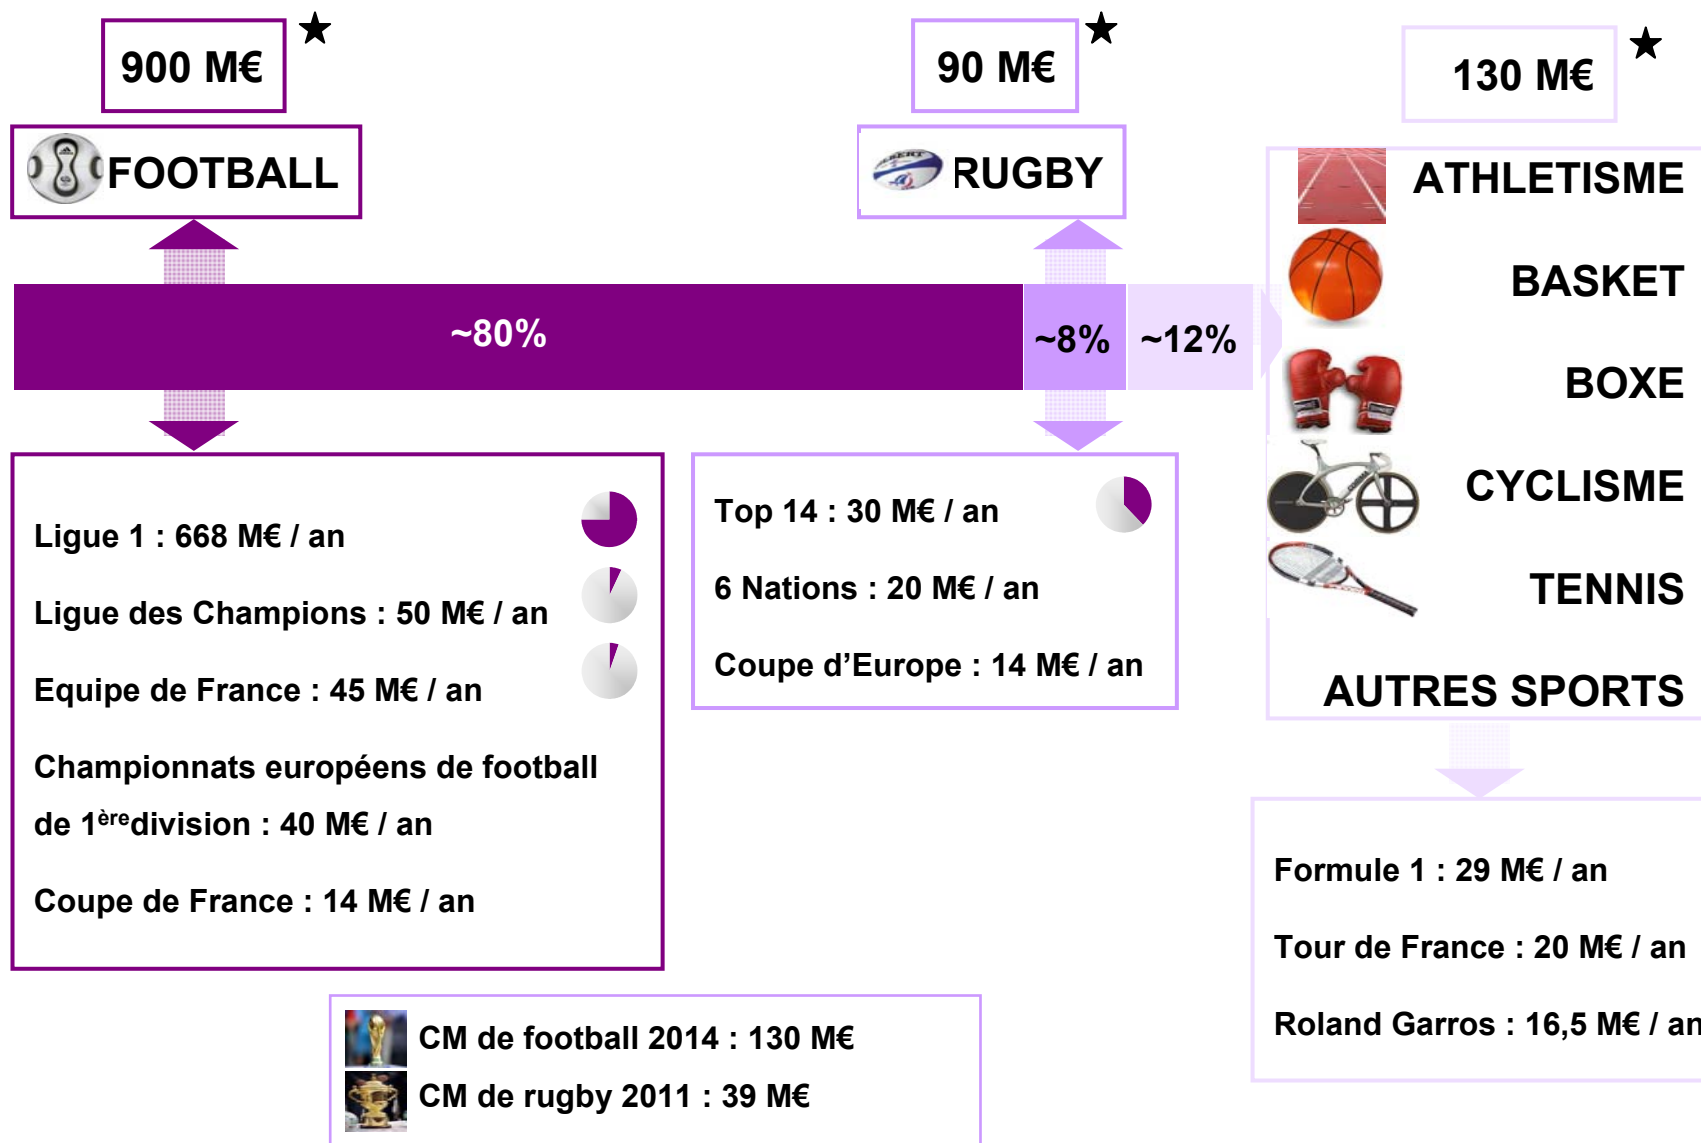 900 M€
90 M€
130 M€
FOOTBALL
RUGBY
ATHLETISME
BASKET
BOXE
CYCLISME
TENNIS
AUTRES SPORTS
~80%
~8%
~12%
Ligue 1 : 668 M€ / an
Ligue des Champions : 50 M€ / an
Equipe de France : 45 M€ / an
Championnats européens de football
de 1ère division : 40 M€ / an
Coupe de France : 14 M€ / an
Top 14 : 30 M€ / an
6 Nations : 20 M€ / an
Coupe d’Europe : 14 M€ / an
Formule 1 : 29 M€ / an
Tour de France : 20 M€ / an
Roland Garros : 16,5 M€ / an
CM de football 2014 : 130 M€
CM de rugby 2011 : 39 M€